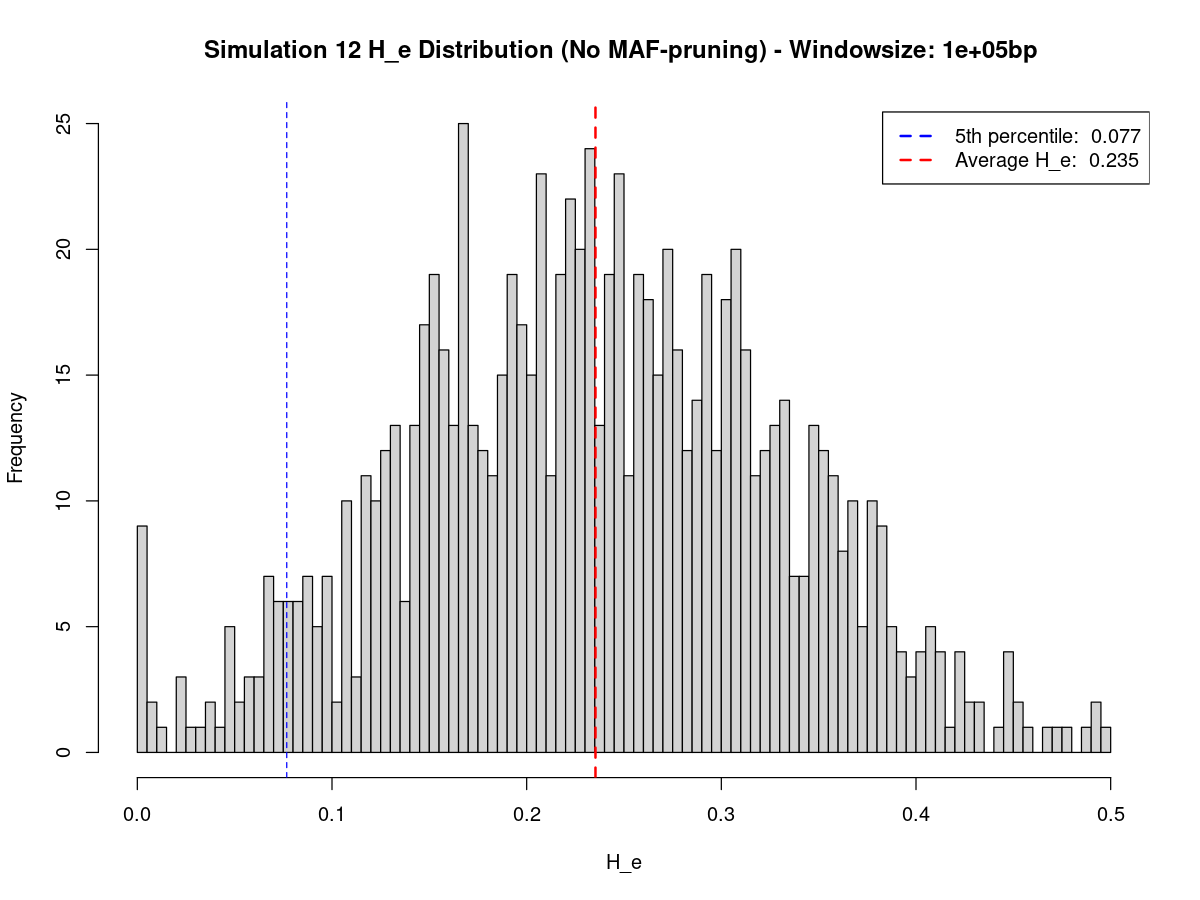 Simulation 12 H_e Distribution (No MAF-pruning) - Windowsize: 1e+05bp
5th percentile: 0.077
Average H_e: 0.235
Frequency
25
20
15
10
5
0
0.0 0.1 0.2 0.3 0.4 0.5
H_e